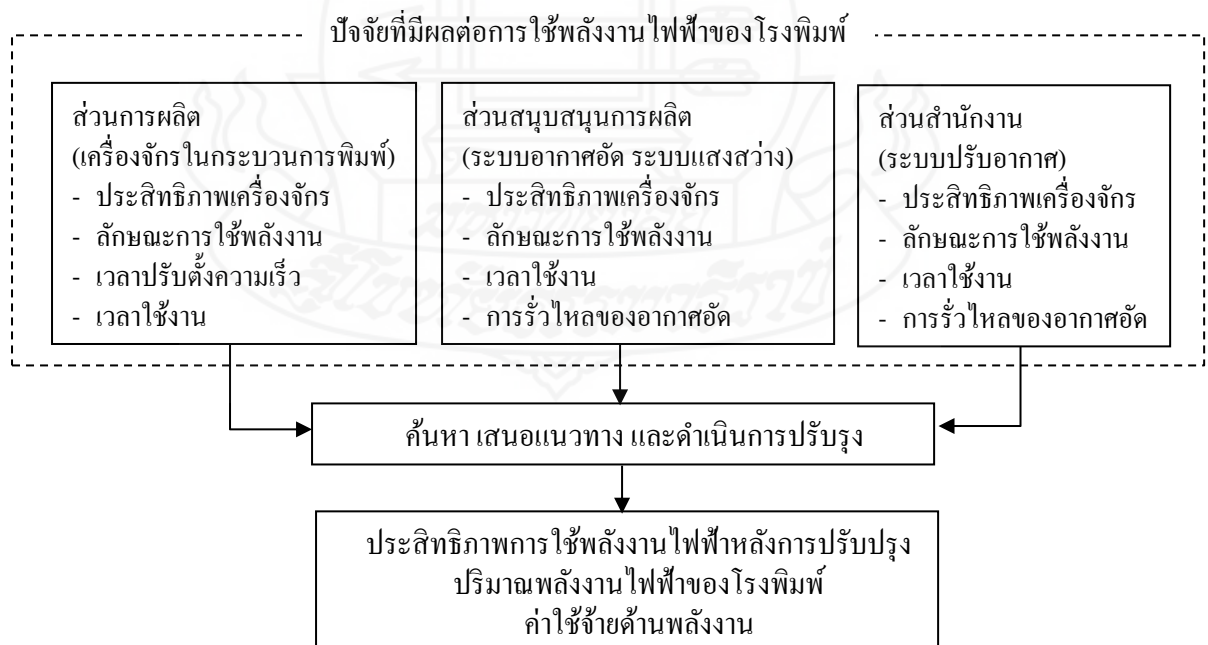 ปัจจัยที่มีผลต่อการใช้พลังงานไฟฟ้าของโรงพิมพ์
ส่วนการผลิต
(เครื่องจักรในกระบวนการพิมพ์)
- ประสิทธิภาพเครื่องจักร
- ลักษณะการใช้พลังงาน
- เวลาปรับตั้งความเร็ว
- เวลาใช้งาน
ส่วนสนุบสนุนการผลิต
(ระบบอากาศอัด ระบบแสงสว่าง)
- ประสิทธิภาพเครื่องจักร
- ลักษณะการใช้พลังงาน
- เวลาใช้งาน
- การรั่วไหลของอากาศอัด
ส่วนสำนักงาน
(ระบบปรับอากาศ)
- ประสิทธิภาพเครื่องจักร
- ลักษณะการใช้พลังงาน
- เวลาใช้งาน
- การรั่วไหลของอากาศอัด
ค้นหา เสนอแนวทาง และดำเนินการปรับรุง
ประสิทธิภาพการใช้พลังงานไฟฟ้าหลังการปรับปรุง
ปริมาณพลังงานไฟฟ้าของโรงพิมพ์
ค่าใช้จ้ายด้านพลังงาน